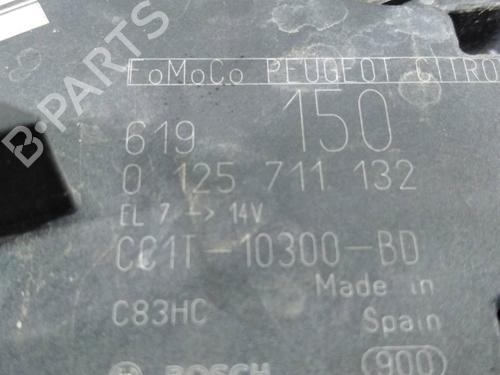 FoMoCo PEUGEOT CITRO
619 150
0 125 711 132
EL 7 -> 14V
CC1T-10300-BD
C83HC Made in
Spain
BOSCH 900
B-PARTS